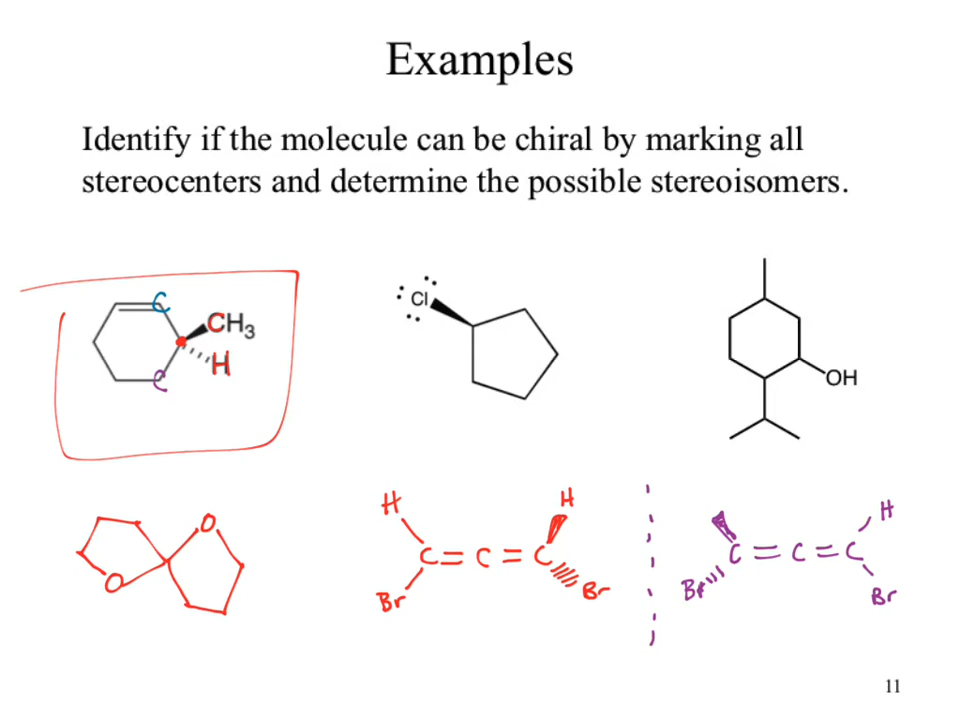 Examples
Identify if the molecule can be chiral by marking all
stereocenters and determine the possible stereoisomers.
C
CH₃
H
C
Cl
OH
O
O
H
H
C = C = C
Br
Br
H
C = C = C
Br
Br
11